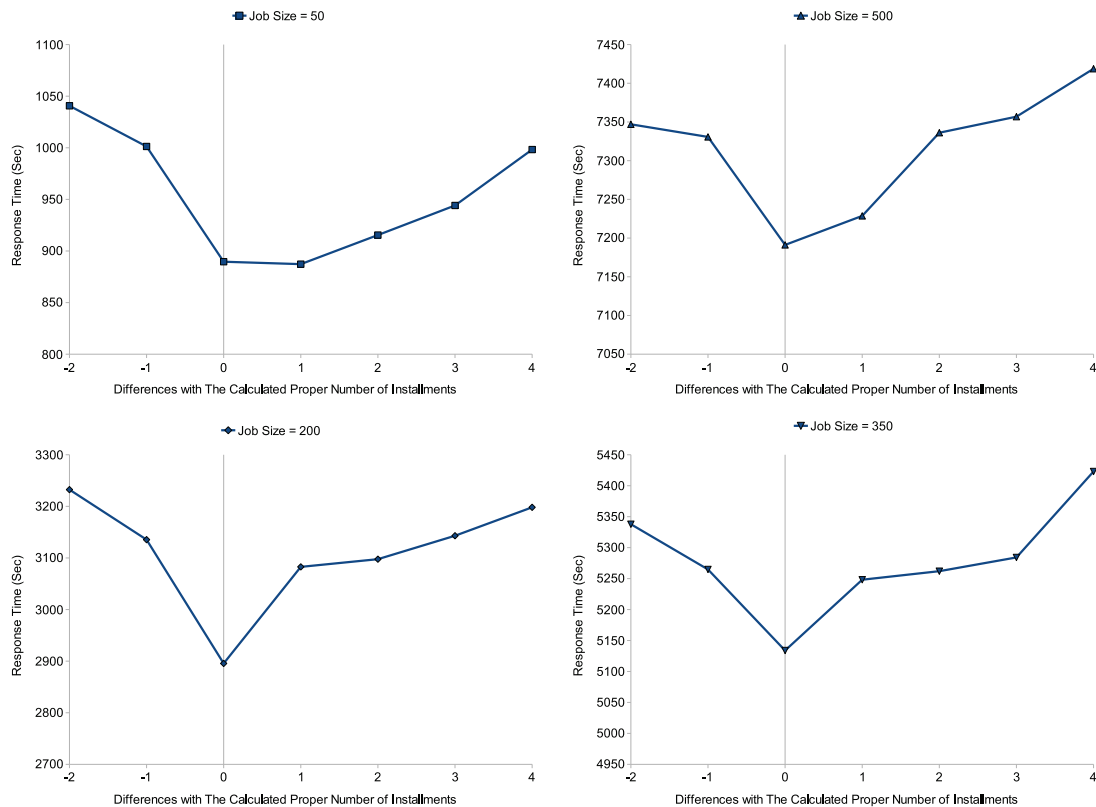 Job Size = 50
1100
1050
1000
950
900
850
800
-2 -1 0 1 2 3 4
Response Time (Sec)
Differences with The Calculated Proper Number of Installments
Job Size = 500
7450
7400
7350
7300
7250
7200
7150
7100
7050
-2 -1 0 1 2 3 4
Response Time (Sec)
Differences with The Calculated Proper Number of Installments
Job Size = 200
3300
3200
3100
3000
2900
2800
2700
-2 -1 0 1 2 3 4
Response Time (Sec)
Differences with The Calculated Proper Number of Installments
Job Size = 350
5450
5400
5350
5300
5250
5200
5150
5100
5050
5000
4950
-2 -1 0 1 2 3 4
Response Time (Sec)
Differences with The Calculated Proper Number of Installments